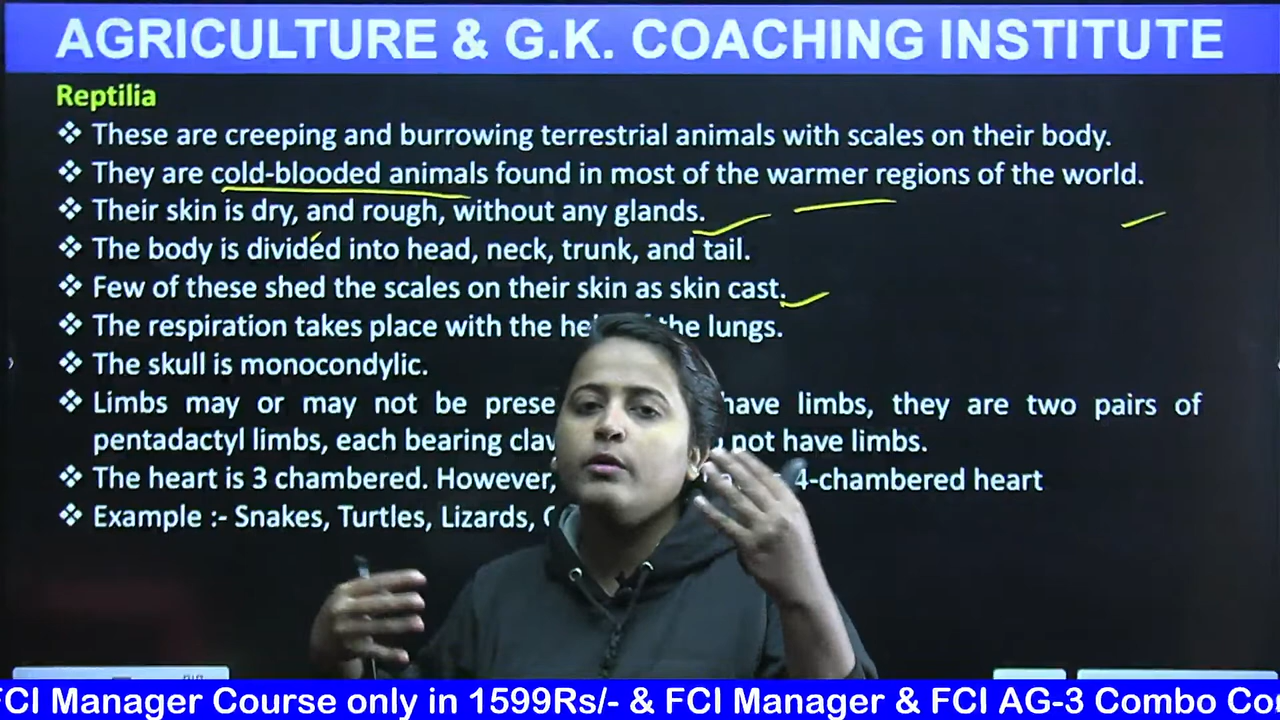 AGRICULTURE & G.K. COACHING INSTITUTE
Reptilia
❖ These are creeping and burrowing terrestrial animals with scales on their body.
❖ They are cold-blooded animals found in most of the warmer regions of the world.
❖ Their skin is dry, and rough, without any glands.
❖ The body is divided into head, neck, trunk, and tail.
❖ Few of these shed the scales on their skin as skin cast.
❖ The respiration takes place with the the lungs.
❖ The skull is monocondylic.
❖ Limbs may or may not be have limbs, they are two pairs of
pentadactyl limbs, each bearing not have limbs.
❖ The heart is 3 chambered. However, 4-chambered heart
❖ Example :- Snakes, Turtles, Lizards,
FCI Manager Course only in 1599Rs/- & FCI Manager & FCI AG-3 Combo